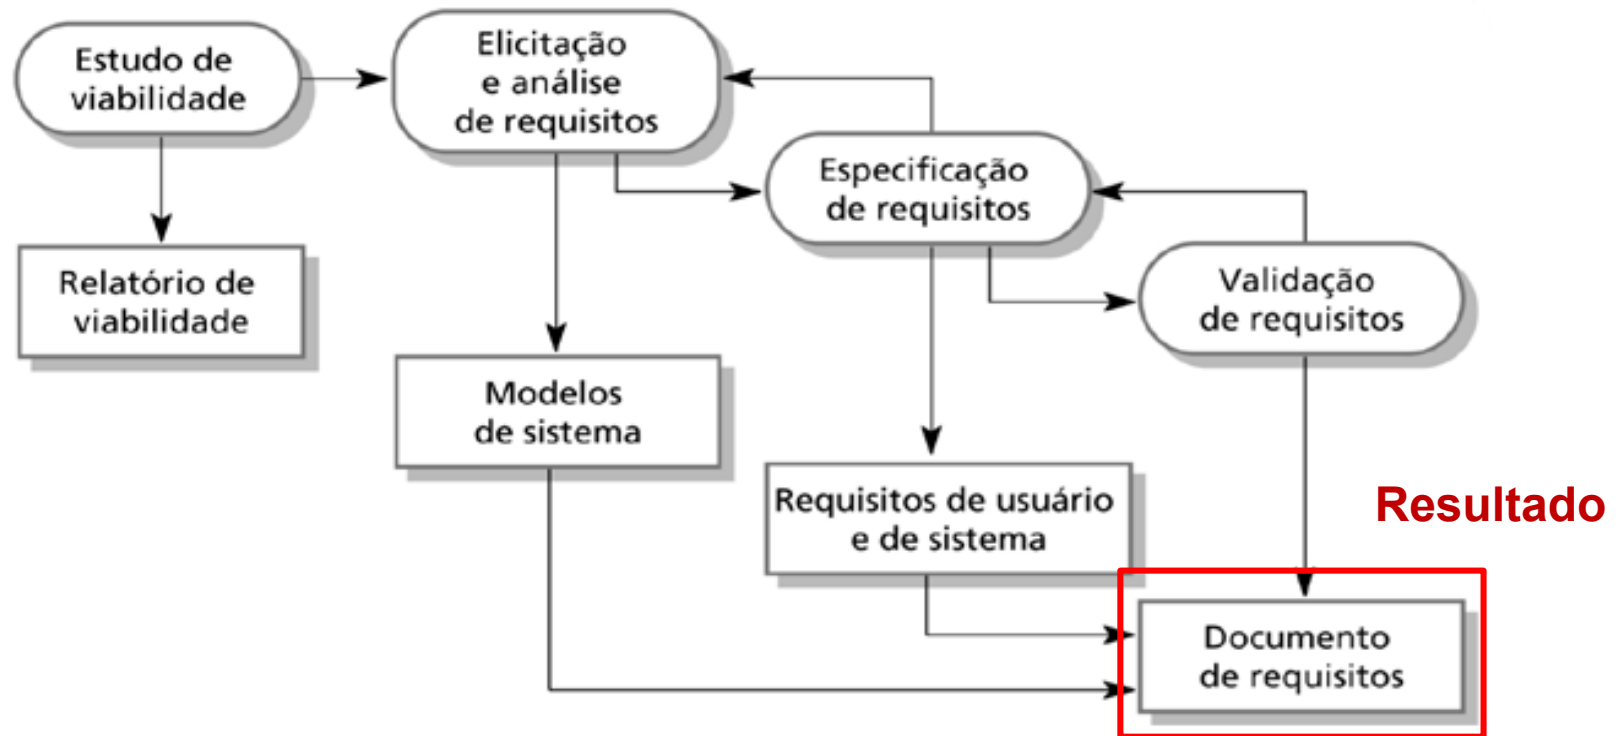 Estudo de
viabilidade
Elicitação
e análise
de requisitos
Especificação
de requisitos
Validação
de requisitos
Relatório de
viabilidade
Modelos
de sistema
Requisitos de usuário
e de sistema
Resultado
Documento
de requisitos